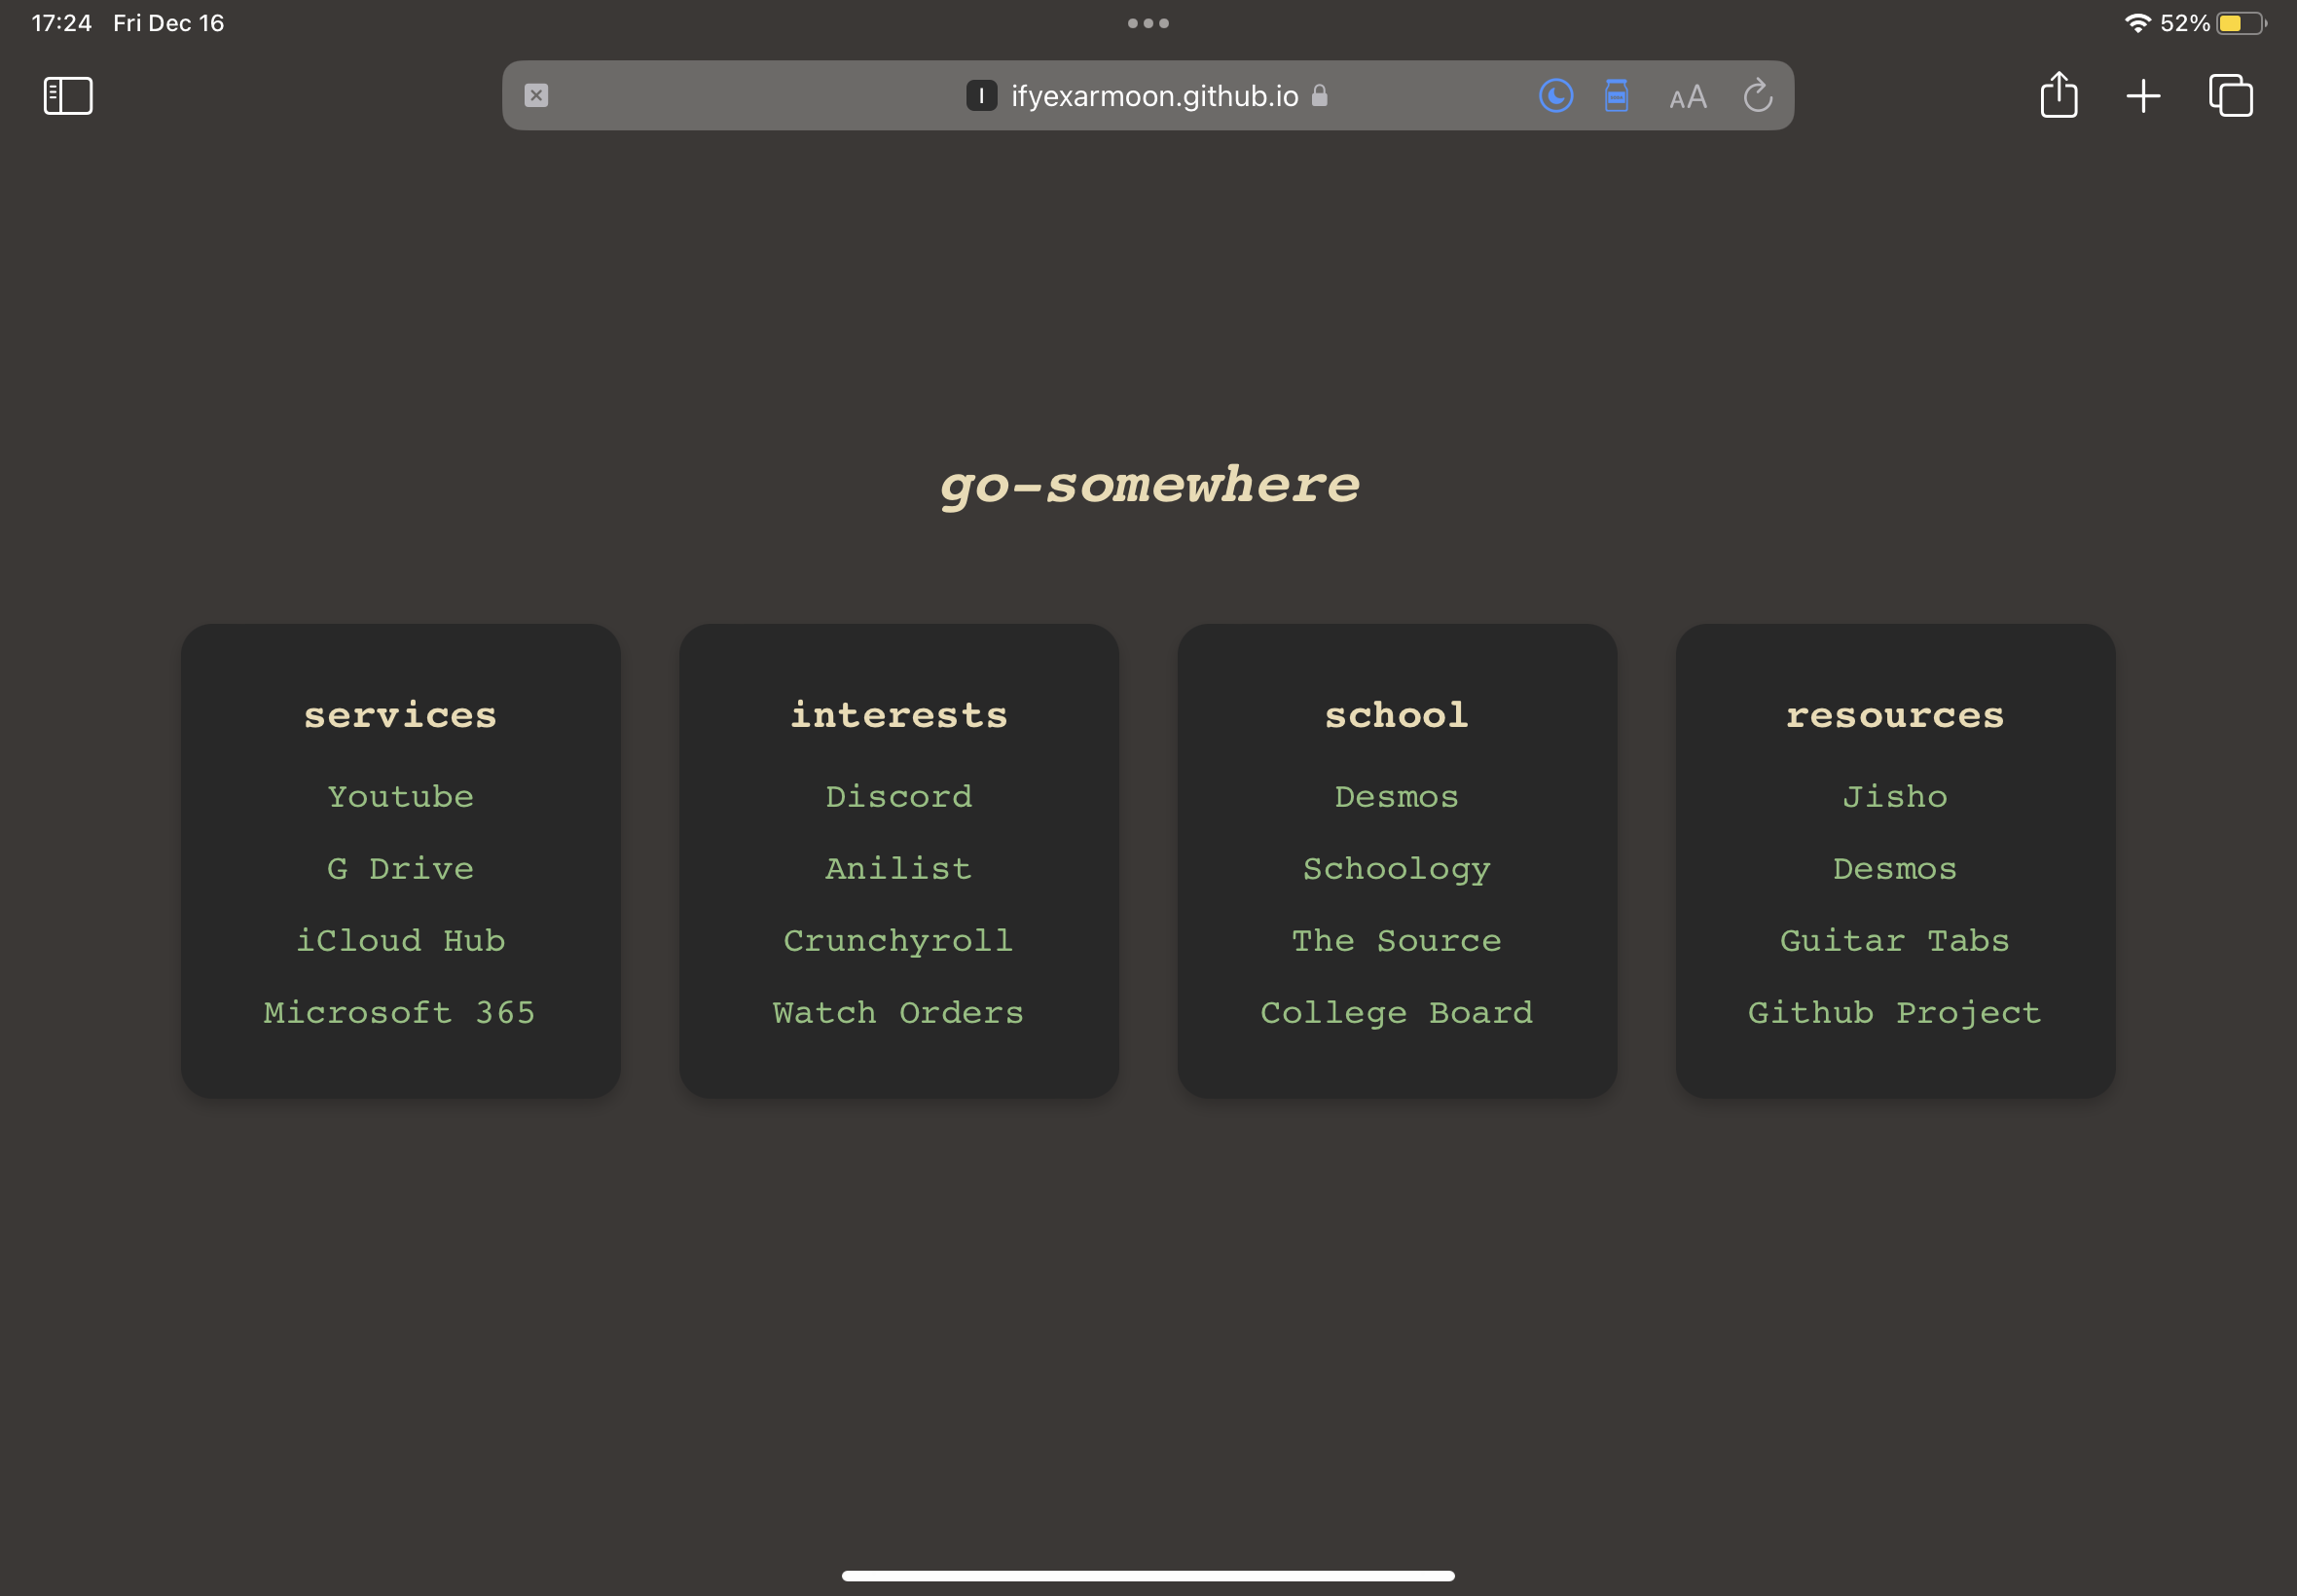 17:24 Fri Dec 16
52%
I ifyexarmoon.github.io
AA
go-somewhere
services
Youtube
G Drive
iCloud Hub
Microsoft 365
interests
Discord
Anilist
Crunchyroll
Watch Orders
school
Desmos
Schoology
The Source
College Board
resources
Jisho
Desmos
Guitar Tabs
Github Project